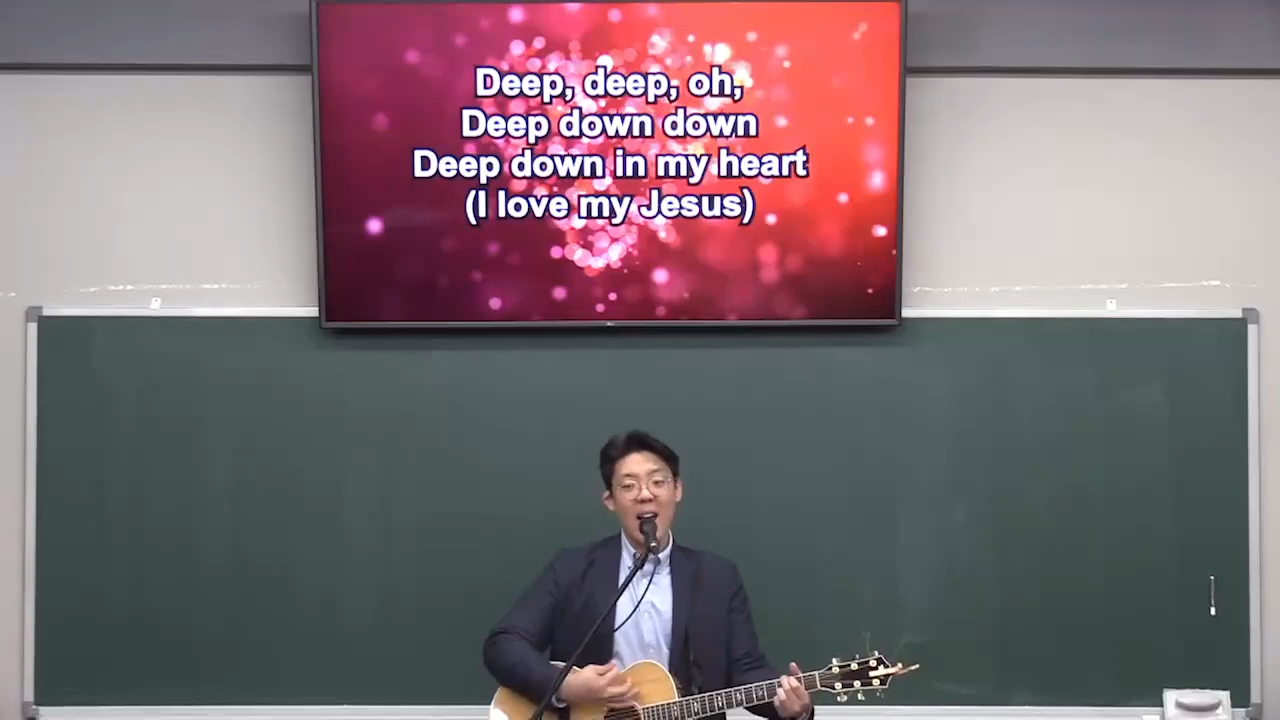 Deep, deep, oh,
Deep down down
Deep down in my heart
(I love my Jesus)